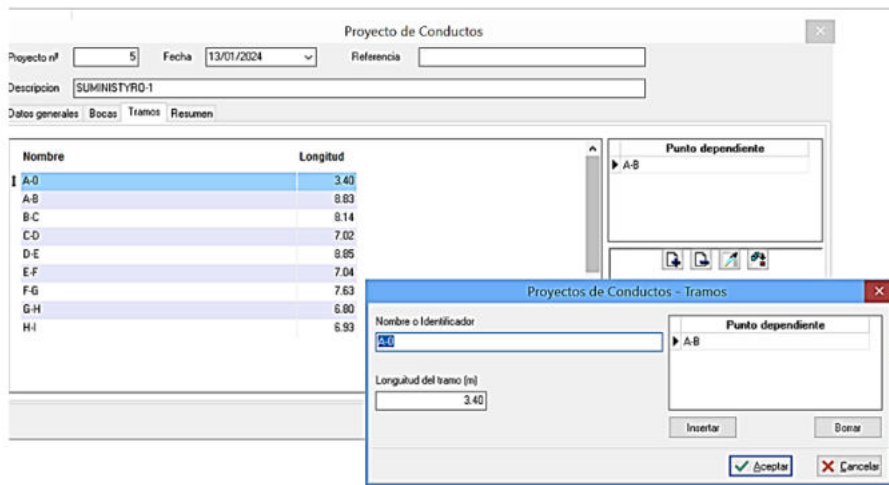 Proyecto de Conductos
Proyecto nº 5 Fecha 13/01/2024 Referencia
Descripcion SUMINISTYRO-1
Datos generales Bocas Tramos Resumen
Nombre Longitud
A-0 3.40
A-B 8.83
B-C 8.14
C-D 7.02
D-E 8.85
E-F 7.04
F-G 7.63
G-H 6.80
H-I 6.93
Punto dependiente
A-B
Proyectos de Conductos - Tramos
Nombre o Identificador
A-0
Longuitud del tramo (m)
3.40
Punto dependiente
A-B
Insertar Borrar
Aceptar Cancelar